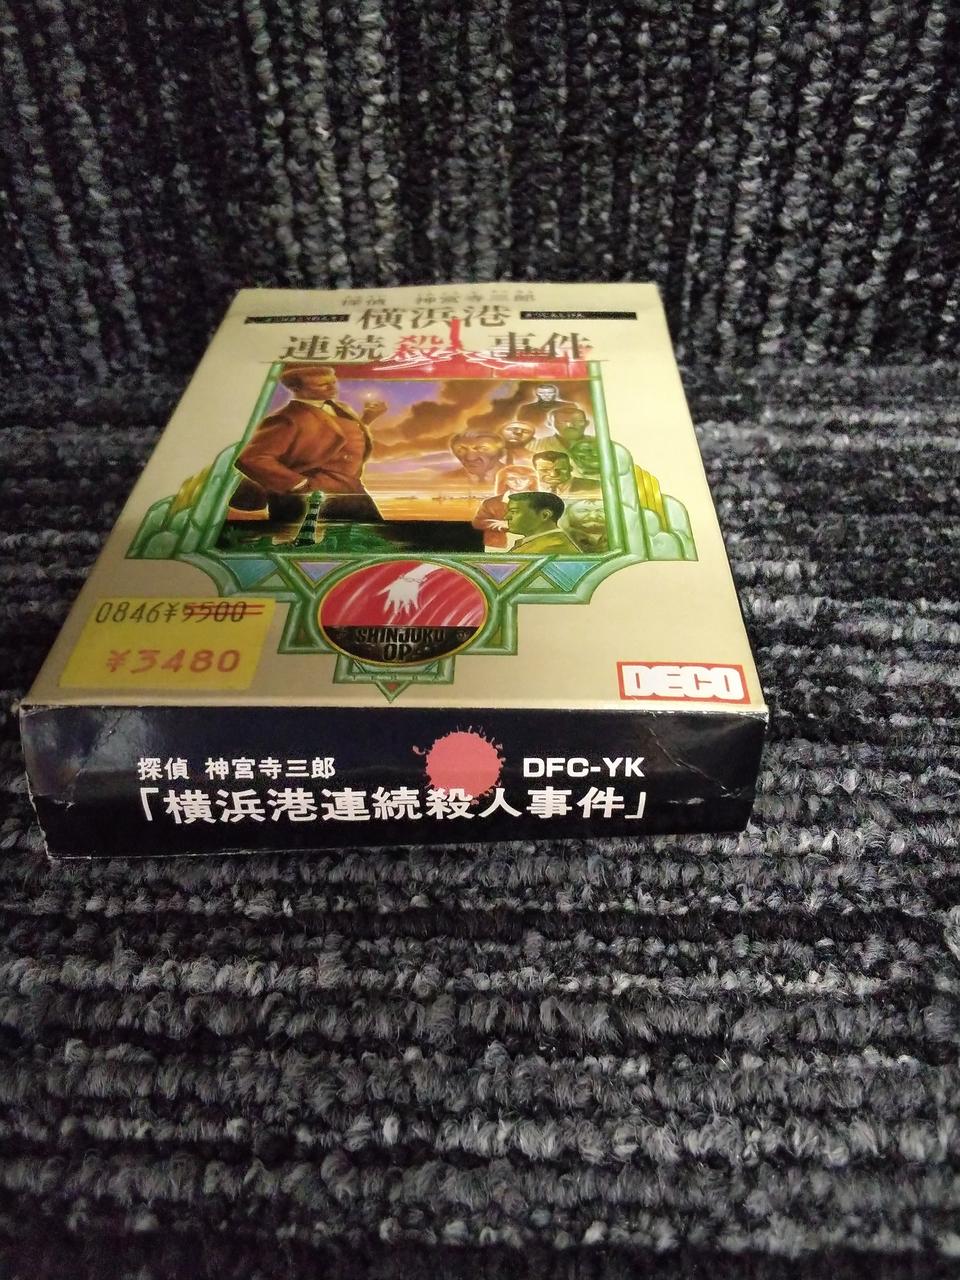 探偵 神宮寺三郎
横浜港
連続殺人事件
SHINJUKU
OP
0846¥5500
¥3480
DECO
探偵 神宮寺三郎
DFC-YK
「横浜港連続殺人事件」